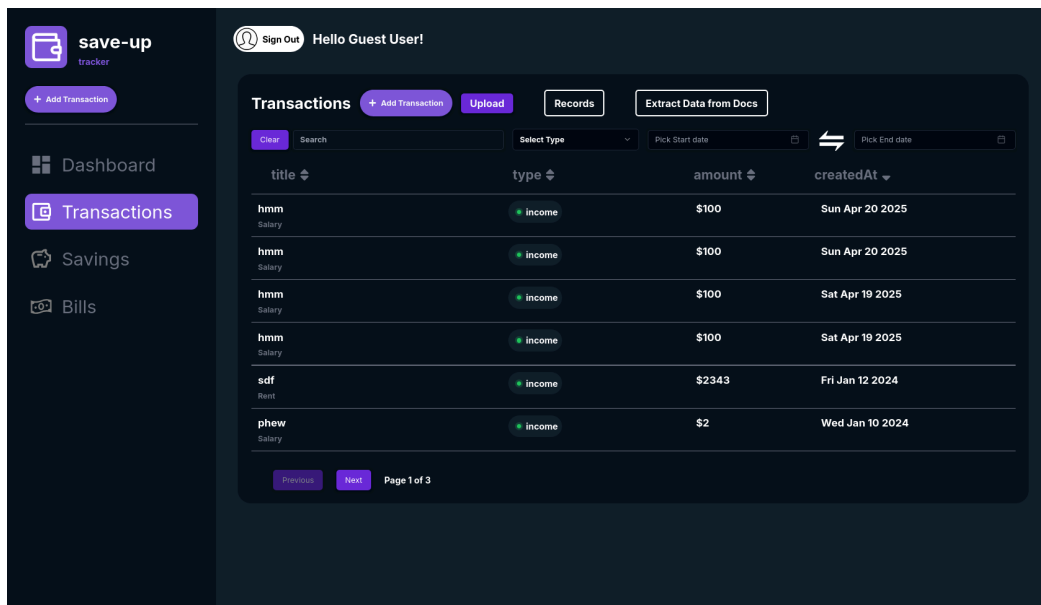 save-up
tracker
+ Add Transaction
Dashboard
Transactions
Savings
Bills
Sign Out Hello Guest User!
Transactions + Add Transaction Upload Records Extract Data from Docs
Clear Search Select Type Pick Start date Pick End date
title type amount createdAt
hmm income $100 Sun Apr 20 2025
Salary
hmm income $100 Sun Apr 20 2025
Salary
hmm income $100 Sat Apr 19 2025
Salary
hmm income $100 Sat Apr 19 2025
Salary
sdf income $2343 Fri Jan 12 2024
Rent
phew income $2 Wed Jan 10 2024
Salary
Previous Next Page 1 of 3